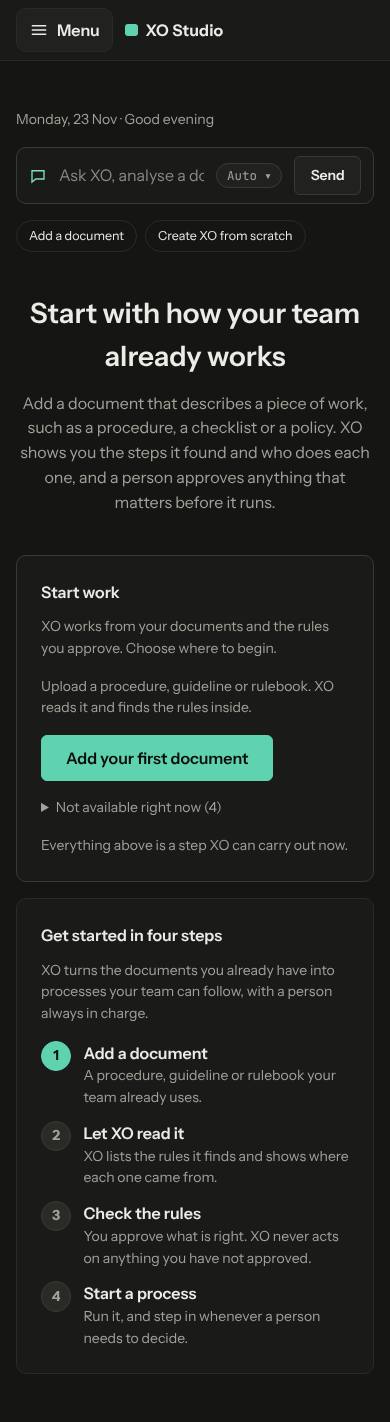 Menu
XO Studio
Monday, 23 Nov · Good evening
Ask XO, analyse a dc
Auto ▾
Send
Add a document
Create XO from scratch
Start with how your team
already works
Add a document that describes a piece of work,
such as a procedure, a checklist or a policy. XO
shows you the steps it found and who does each
one, and a person approves anything that
matters before it runs.
Start work
XO works from your documents and the rules
you approve. Choose where to begin.
Upload a procedure, guideline or rulebook. XO
reads it and finds the rules inside.
Add your first document
▶ Not available right now (4)
Everything above is a step XO can carry out now.
Get started in four steps
XO turns the documents you already have into
processes your team can follow, with a person
always in charge.
1 Add a document
A procedure, guideline or rulebook your
team already uses.
2 Let XO read it
XO lists the rules it finds and shows where
each one came from.
3 Check the rules
You approve what is right. XO never acts
on anything you have not approved.
4 Start a process
Run it, and step in whenever a person
needs to decide.